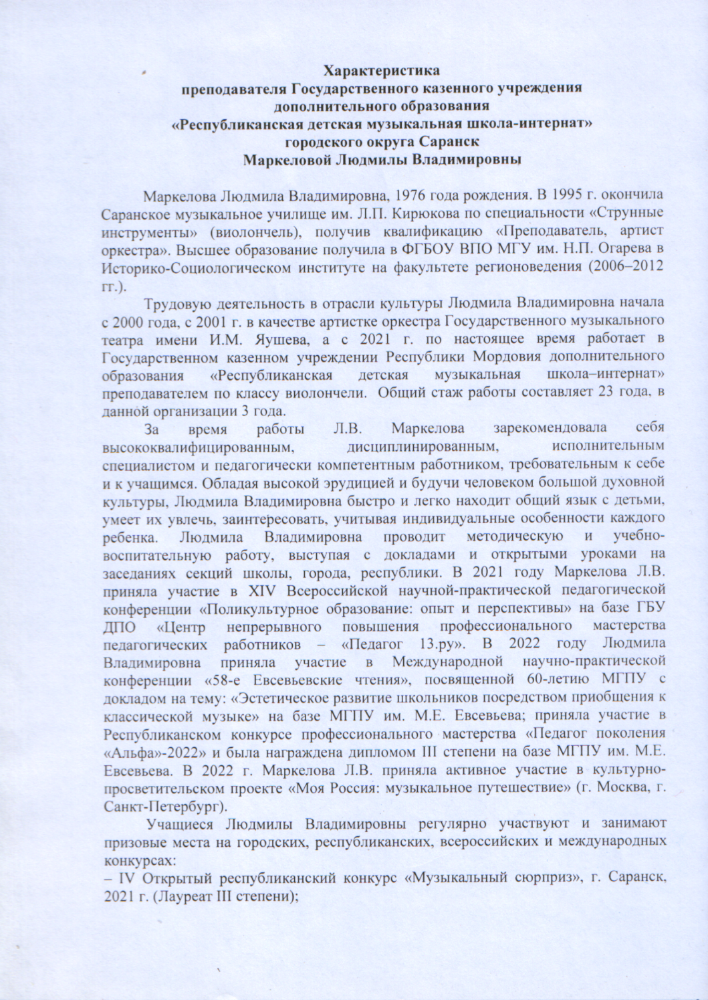 Характеристика
преподавателя Государственного казенного учреждения
дополнительного образования
«Республиканская детская музыкальная школа-интернат»
городского округа Саранск
Маркеловой Людмилы Владимировны
Маркелова Людмила Владимировна, 1976 года рождения. В 1995 г. окончила
Саранское музыкальное училище им. Л.П. Кирюкова по специальности «Струнные
инструменты» (виолончель), получив квалификацию «Преподаватель, артист
оркестра». Высшее образование получила в ФГБОУ ВПО МГУ им. Н.П. Огарева в
Историко-Социологическом институте на факультете регионоведения (2006–2012
гг.).
Трудовую деятельность в отрасли культуры Людмила Владимировна начала
с 2000 года, с 2001 г. в качестве артистке оркестра Государственного музыкального
театра имени И.М. Яушева, а с 2021 г. по настоящее время работает в
Государственном казенном учреждении Республики Мордовия дополнительного
образования «Республиканская детская музыкальная школа–интернат»
преподавателем по классу виолончели. Общий стаж работы составляет 23 года, в
данной организации 3 года.
За время работы Л.В. Маркелова зарекомендовала себя
высококвалифицированным, дисциплинированным, исполнительным
специалистом и педагогически компетентным работником, требовательным к себе
и к учащимся. Обладая высокой эрудицией и будучи человеком большой духовной
культуры, Людмила Владимировна быстро и легко находит общий язык с детьми,
умеет их увлечь, заинтересовать, учитывая индивидуальные особенности каждого
ребенка. Людмила Владимировна проводит методическую и учебно-
воспитательную работу, выступая с докладами и открытыми уроками на
заседаниях секций школы, города, республики. В 2021 году Маркелова Л.В.
приняла участие в XIV Всероссийской научной-практической педагогической
конференции «Поликультурное образование: опыт и перспективы» на базе ГБУ
ДПО «Центр непрерывного повышения профессионального мастерства
педагогических работников – «Педагог 13.ру». В 2022 году Людмила
Владимировна приняла участие в Международной научно-практической
конференции «58-е Евсевьевские чтения», посвященной 60-летию МГПУ с
докладом на тему: «Эстетическое развитие школьников посредством приобщения к
классической музыке» на базе МГПУ им. М.Е. Евсевьева; приняла участие в
Республиканском конкурсе профессионального мастерства «Педагог поколения
«Альфа»-2022» и была награждена дипломом III степени на базе МГПУ им. М.Е.
Евсевьева. В 2022 г. Маркелова Л.В. приняла активное участие в культурно-
просветительском проекте «Моя Россия: музыкальное путешествие» (г. Москва, г.
Санкт-Петербург).
Учащиеся Людмилы Владимировны регулярно участвуют и занимают
призовые места на городских, республиканских, всероссийских и международных
конкурсах:
– IV Открытый республиканский конкурс «Музыкальный сюрприз», г. Саранск,
2021 г. (Лауреат III степени);